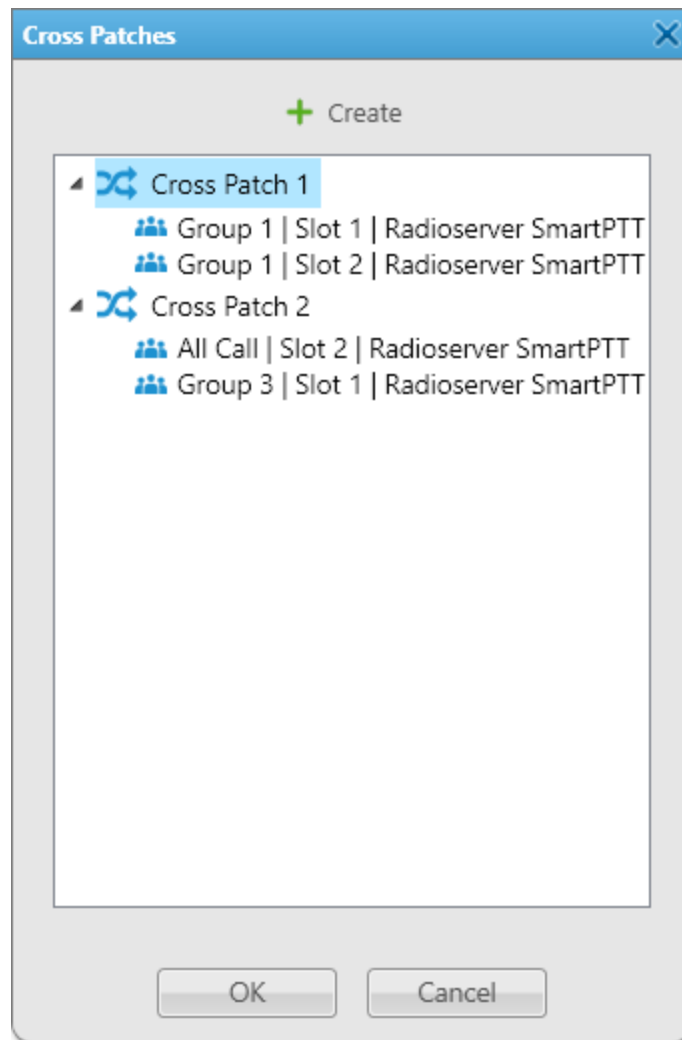 Cross Patches
Create
Cross Patch 1
Group 1 | Slot 1 | Radioserver SmartPTT
Group 1 | Slot 2 | Radioserver SmartPTT
Cross Patch 2
All Call | Slot 2 | Radioserver SmartPTT
Group 3 | Slot 1 | Radioserver SmartPTT
OK Cancel